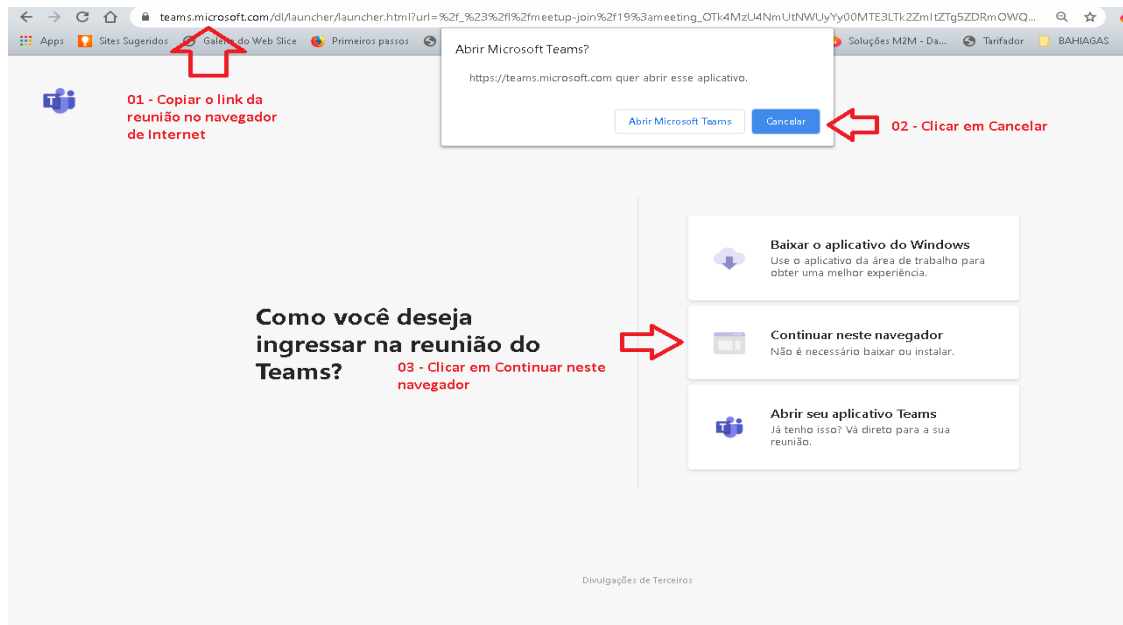 teams.microsoft.com/dl/launcher/launcher.html?url=%2f_%23%2fl%2fmeetup-join%2f19%3ameeting_OTk4MzU4NmUtNWUyYy00MTE3LTk2ZmItZTg5ZDRmOWQ...
Apps Sites Sugeridos Galeria do Web Slice Primeiros passos Soluções M2M - Da... Tarifador BAHIAGAS
Abrir Microsoft Teams?
https://teams.microsoft.com quer abrir esse aplicativo.
Abrir Microsoft Teams Cancelar
01 - Copiar o link da
reunião no navegador
de Internet
02 - Clicar em Cancelar
Baixar o aplicativo do Windows
Use o aplicativo da área de trabalho para
obter uma melhor experiência.
Como você deseja
ingressar na reunião do
Teams?
03 - Clicar em Continuar neste
navegador
Continuar neste navegador
Não é necessário baixar ou instalar.
Abrir seu aplicativo Teams
Já tenho isso? Vá direto para a sua
reunião.
Divulgações de Terceiros